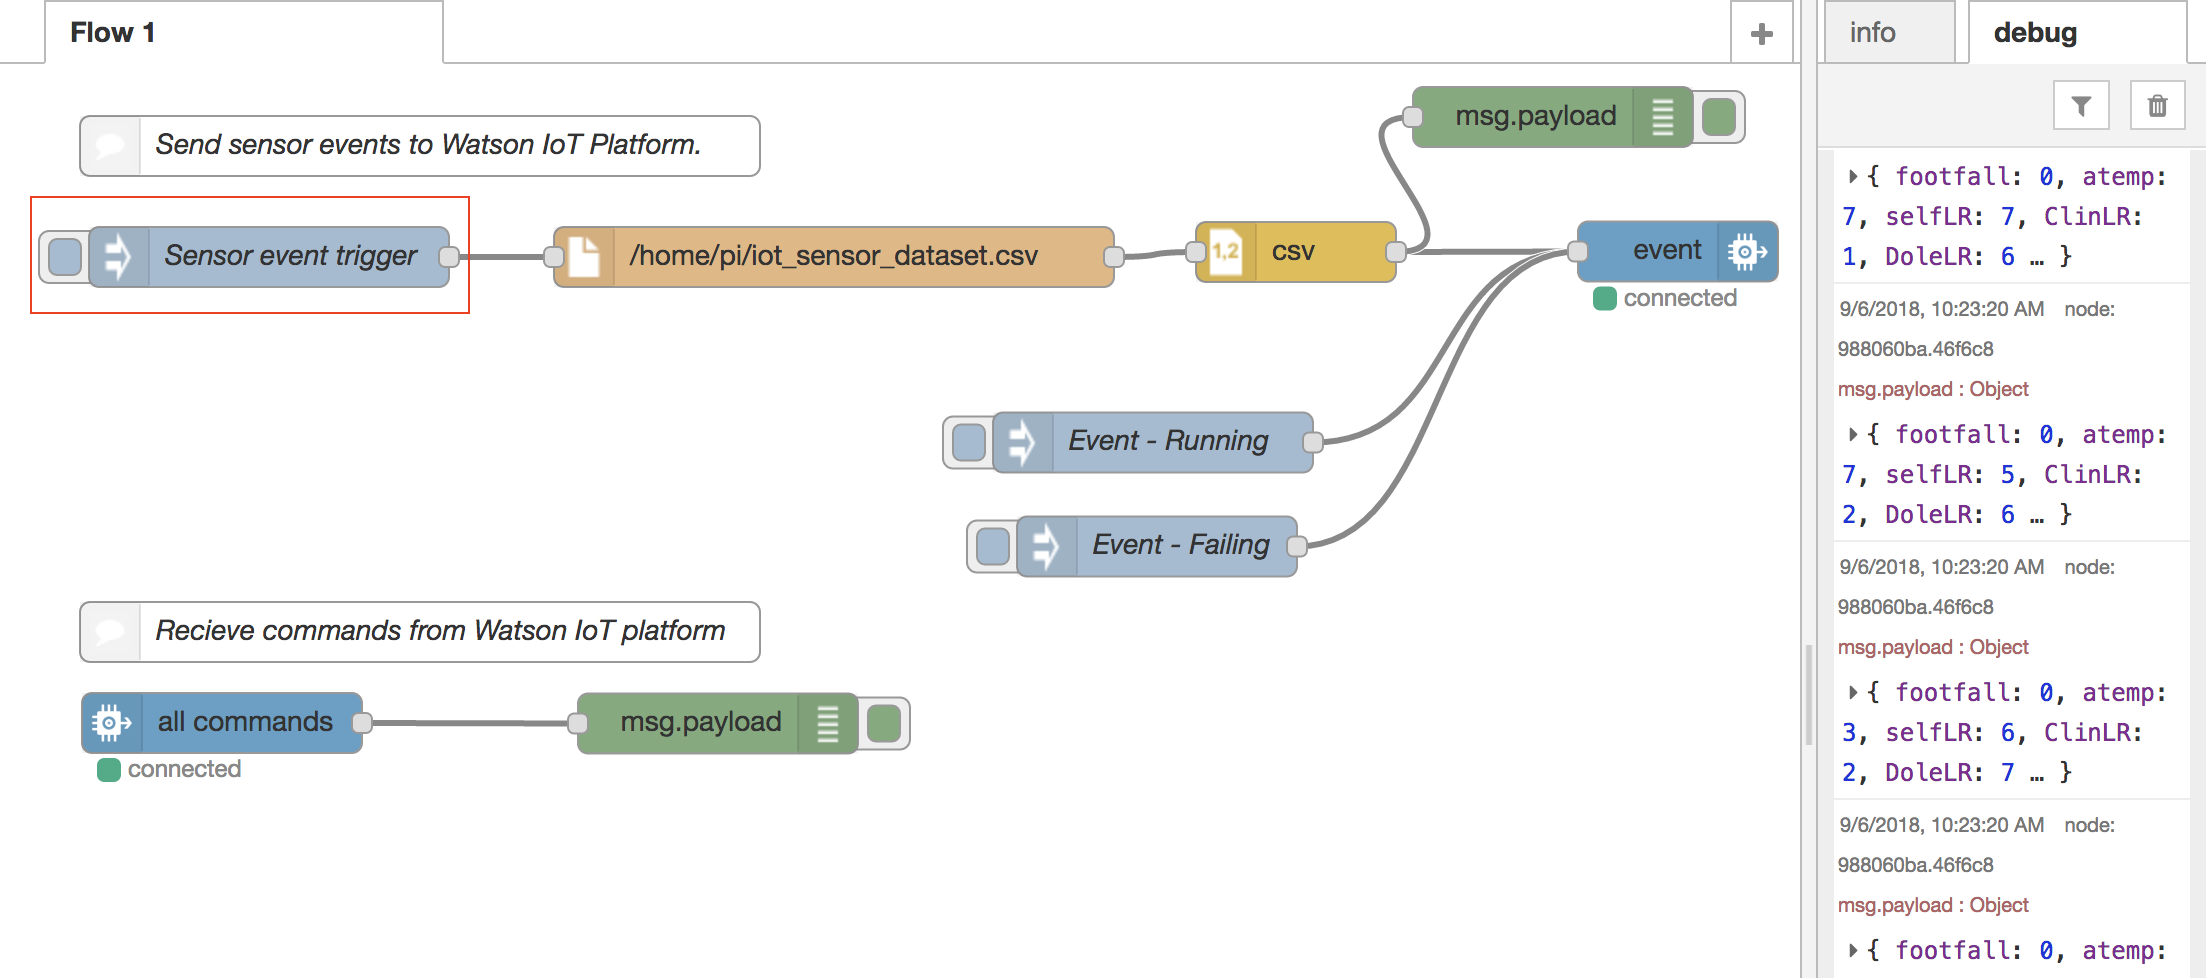 Flow 1
+
info
debug
Send sensor events to Watson IoT Platform.
msg.payload
Sensor event trigger
/home/pi/iot_sensor_dataset.csv
1,2
csv
event
connected
Event - Running
Event - Failing
Recieve commands from Watson IoT platform
all commands
msg.payload
connected
{ footfall: 0, atemp:
7, selfLR: 7, ClinLR:
1, DoleLR: 6 … }
9/6/2018, 10:23:20 AM node:
988060ba.46f6c8
msg.payload : Object
{ footfall: 0, atemp:
7, selfLR: 5, ClinLR:
2, DoleLR: 6 … }
9/6/2018, 10:23:20 AM node:
988060ba.46f6c8
msg.payload : Object
{ footfall: 0, atemp:
3, selfLR: 6, ClinLR:
2, DoleLR: 7 … }
9/6/2018, 10:23:20 AM node:
988060ba.46f6c8
msg.payload : Object
{ footfall: 0, atemp: